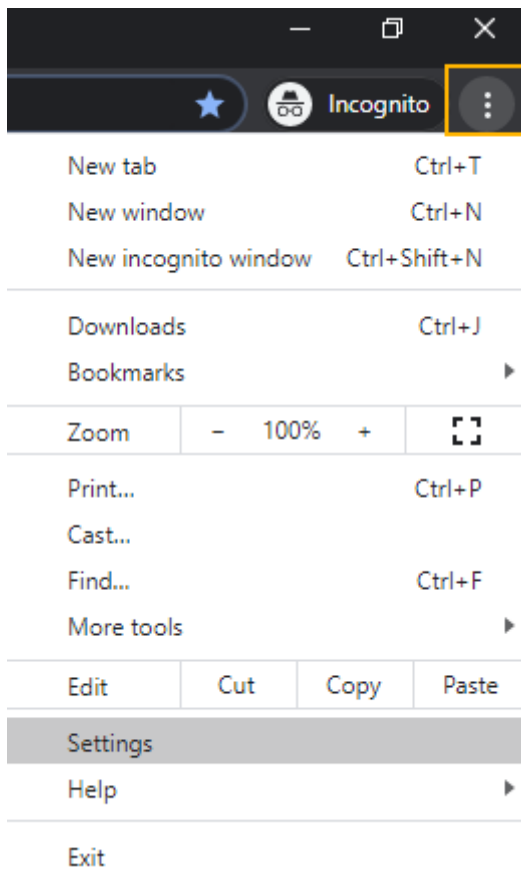 Incognito
New tab Ctrl+T
New window Ctrl+N
New incognito window Ctrl+Shift+N
Downloads Ctrl+J
Bookmarks
Zoom - 100% +
Print... Ctrl+P
Cast...
Find... Ctrl+F
More tools
Edit Cut Copy Paste
Settings
Help
Exit